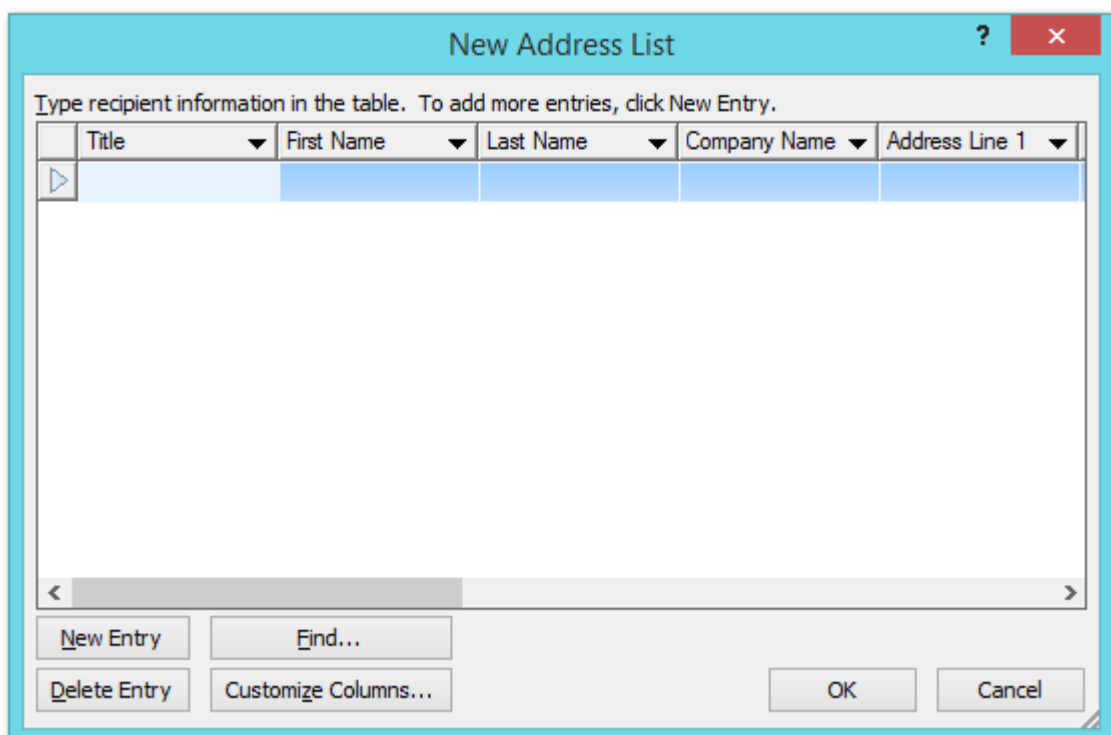 New Address List ? ×
Type recipient information in the table. To add more entries, click New Entry.
Title First Name Last Name Company Name Address Line 1
New Entry Find...
Delete Entry Customize Columns... OK Cancel